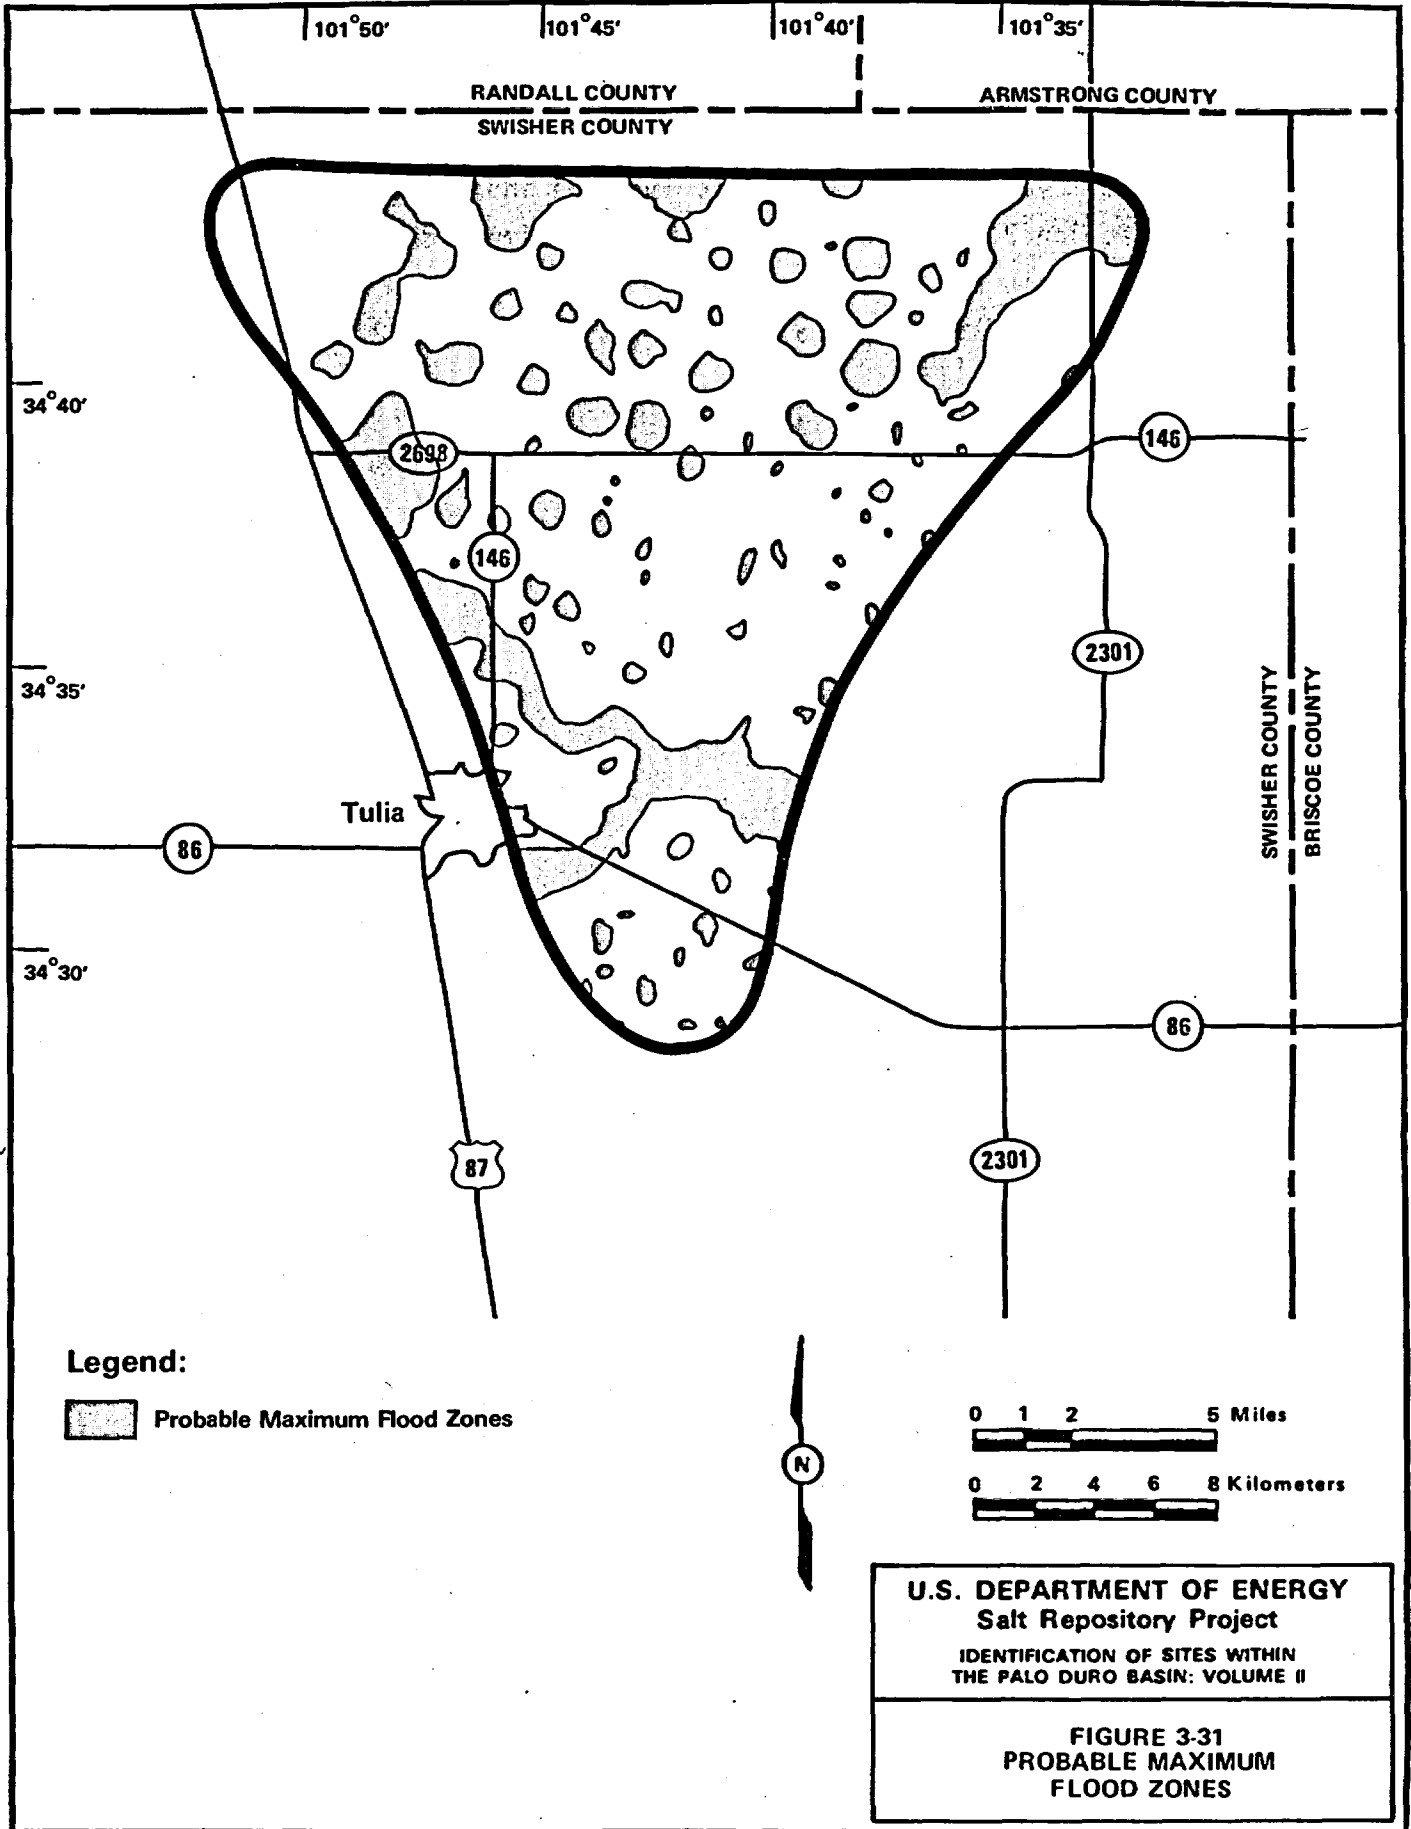 101°50′
101°45′
101°40′
101°35′
RANDALL COUNTY
ARMSTRONG COUNTY
SWISHER COUNTY
34°40′
2698
146
146
34°35′
2301
SWISHER COUNTY
BRISCOE COUNTY
Tulia
86
34°30′
86
87
2301
Legend:
Probable Maximum Flood Zones
0 1 2 5 Miles
N
0 2 4 6 8 Kilometers
U.S. DEPARTMENT OF ENERGY
Salt Repository Project
IDENTIFICATION OF SITES WITHIN
THE PALO DURO BASIN: VOLUME II
FIGURE 3-31
PROBABLE MAXIMUM
FLOOD ZONES